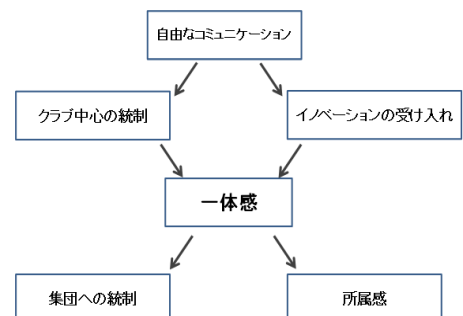 自由なコミュニケーション
クラブ中心の統制
イノベーションの受け入れ
一体感
集団への統制
所属感